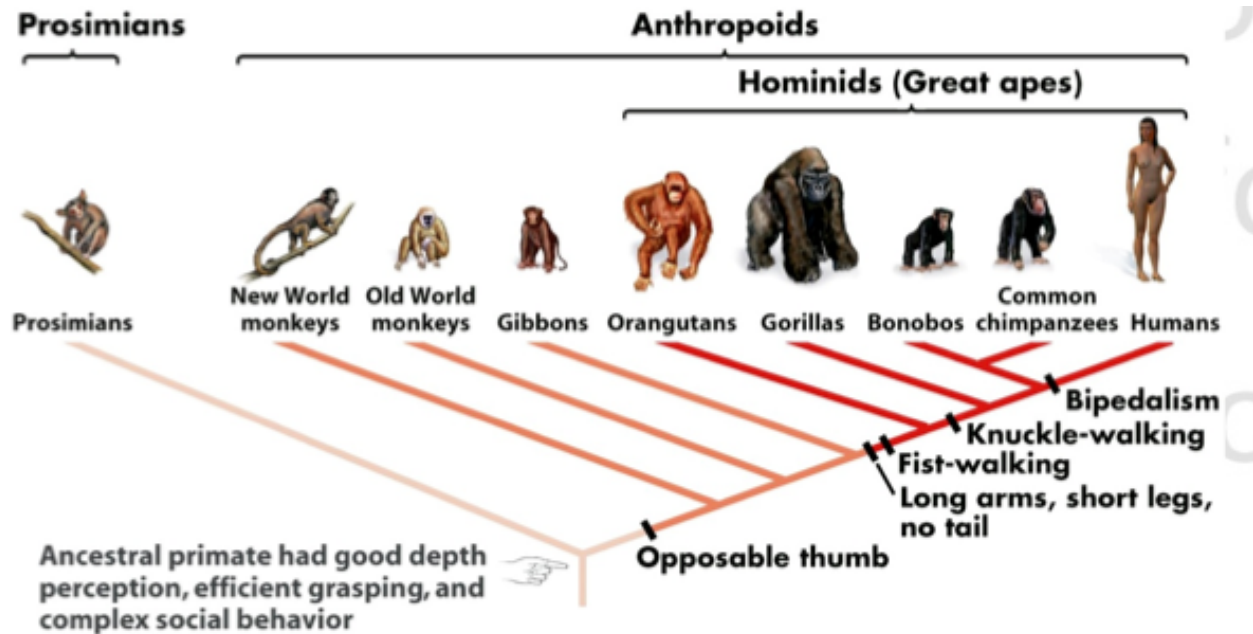 Prosimians
Anthropoids
Hominids (Great apes)
Prosimians
New World
monkeys
Old World
monkeys
Gibbons
Orangutans
Gorillas
Bonobos
Common
chimpanzees
Humans
Bipedalism
Knuckle-walking
Fist-walking
Long arms, short legs,
no tail
Opposable thumb
Ancestral primate had good depth
perception, efficient grasping, and
complex social behavior